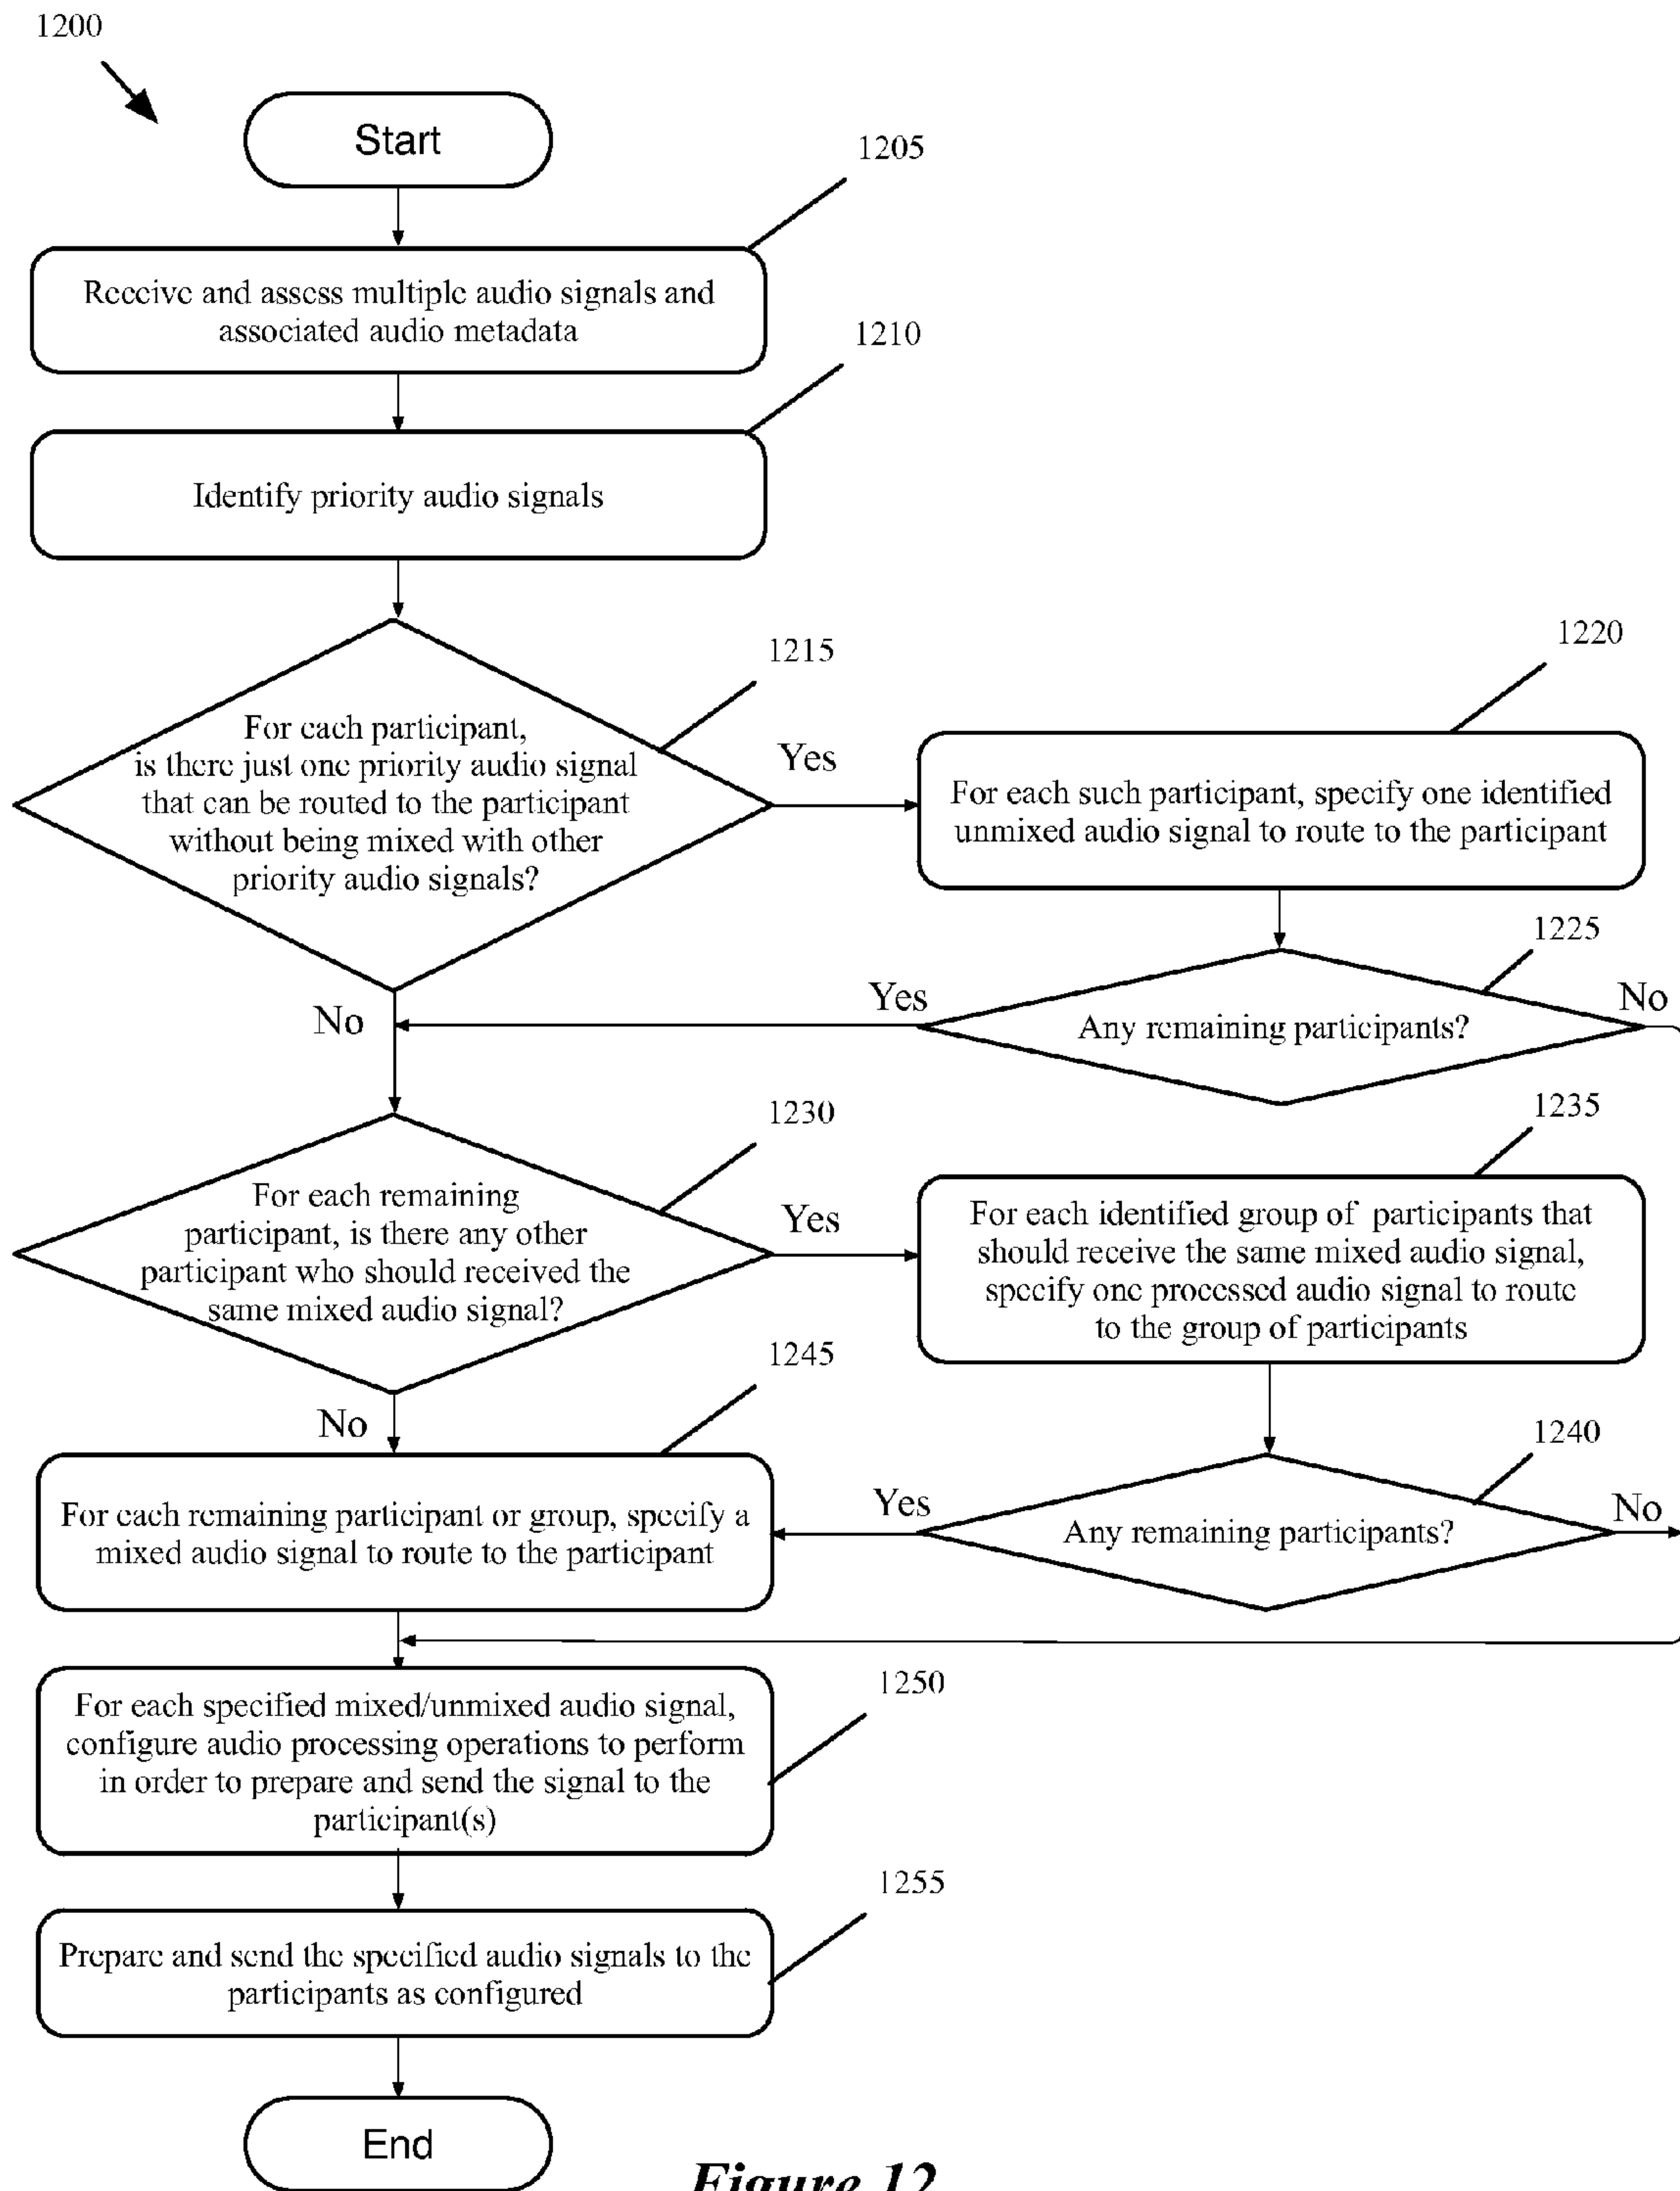 1200
Start
1205
Receive and assess multiple audio signals and
associated audio metadata
1210
Identify priority audio signals
1215
For each participant,
is there just one priority audio signal
that can be routed to the participant
without being mixed with other
priority audio signals?
Yes
1220
For each such participant, specify one identified
unmixed audio signal to route to the participant
1225
Yes
No
Any remaining participants?
No
1230
For each remaining
participant, is there any other
participant who should received the
same mixed audio signal?
Yes
1235
For each identified group of participants that
should receive the same mixed audio signal,
specify one processed audio signal to route
to the group of participants
1240
Yes
No
Any remaining participants?
No
1245
For each remaining participant or group, specify a
mixed audio signal to route to the participant
1250
For each specified mixed/unmixed audio signal,
configure audio processing operations to perform
in order to prepare and send the signal to the
participant(s)
1255
Prepare and send the specified audio signals to the
participants as configured
End
Figure 12